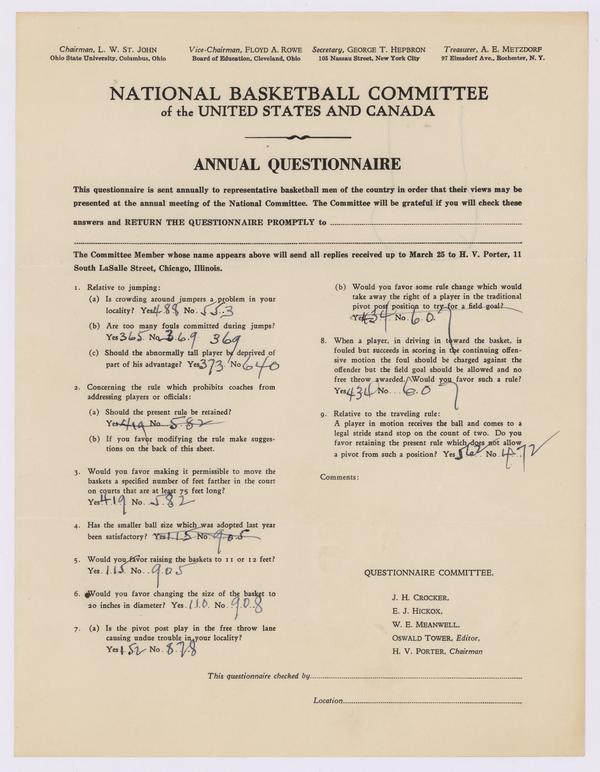 Chairman, L. W. ST. JOHN
Ohio State University, Columbus, Ohio
Vice-Chairman, FLOYD A. ROWE
Board of Education, Cleveland, Ohio
Secretary, GEORGE T. HEPBRON
105 Nassau Street, New York City
Treasurer, A. E. METZDORF
97 Elmsdorf Ave., Rochester, N. Y.
NATIONAL BASKETBALL COMMITTEE
of the UNITED STATES AND CANADA
ANNUAL QUESTIONNAIRE
This questionnaire is sent annually to representative basketball men of the country in order that their views may be
presented at the annual meeting of the National Committee. The Committee will be grateful if you will check these
answers and RETURN THE QUESTIONNAIRE PROMPTLY to
The Committee Member whose name appears above will send all replies received up to March 25 to H. V. Porter, 11
South LaSalle Street, Chicago, Illinois.
1. Relative to jumping:
(a) Is crowding around jumpers a problem in your
locality? Yes 488 No. 553
(b) Are too many fouls committed during jumps?
Yes 365 No 369 369
(c) Should the abnormally tall player be deprived of
part of his advantage? Yes 373 No 640
2. Concerning the rule which prohibits coaches from
addressing players or officials:
(a) Should the present rule be retained?
Yes 419 No 582
(b) If you favor modifying the rule make sugges-
tions on the back of this sheet.
3. Would you favor making it permissible to move the
baskets a specified number of feet farther in the court
on courts that are at least 75 feet long?
Yes 419 No. 582
4. Has the smaller ball size which was adopted last year
been satisfactory? Yes 115 No 905
5. Would you favor raising the baskets to 11 or 12 feet?
Yes. 115 No. 905
6. Would you favor changing the size of the basket to
20 inches in diameter? Yes. 110. No. 908
7. (a) Is the pivot post play in the free throw lane
causing undue trouble in your locality?
Yes 152 No. 878
(b) Would you favor some rule change which would
take away the right of a player in the traditional
pivot post position to try for a field goal?
Yes 434 No. 607
8. When a player, in driving in toward the basket, is
fouled but succeeds in scoring in the continuing offen-
sive motion the foul should be charged against the
offender but the field goal should be allowed and no
free throw awarded. Would you favor such a rule?
Yes 434 No. 607
9. Relative to the traveling rule:
A player in motion receives the ball and comes to a
legal stride stand stop on the count of two. Do you
favor retaining the present rule which does not allow
a pivot from such a position? Yes 562 No. 472
Comments:
QUESTIONNAIRE COMMITTEE.
J. H. CROCKER,
E. J. HICKOX,
W. E. MEANWELL,
OSWALD TOWER, Editor,
H. V. PORTER, Chairman
This questionnaire checked by
Location